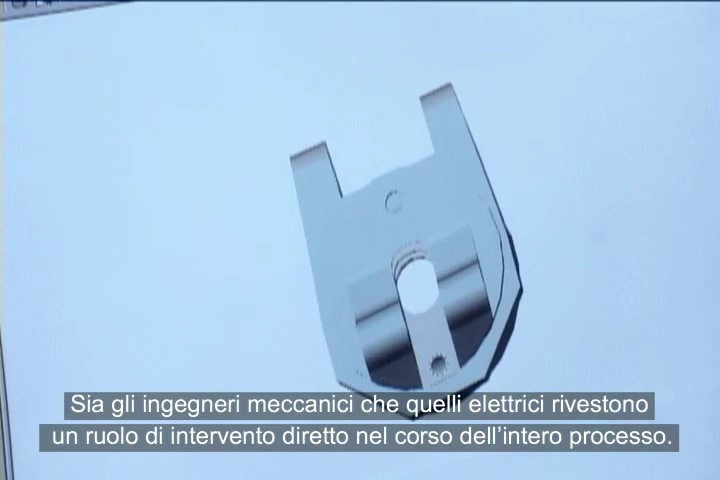 Sia gli ingegneri meccanici che quelli elettrici rivestono
un ruolo di intervento diretto nel corso dell'intero processo.